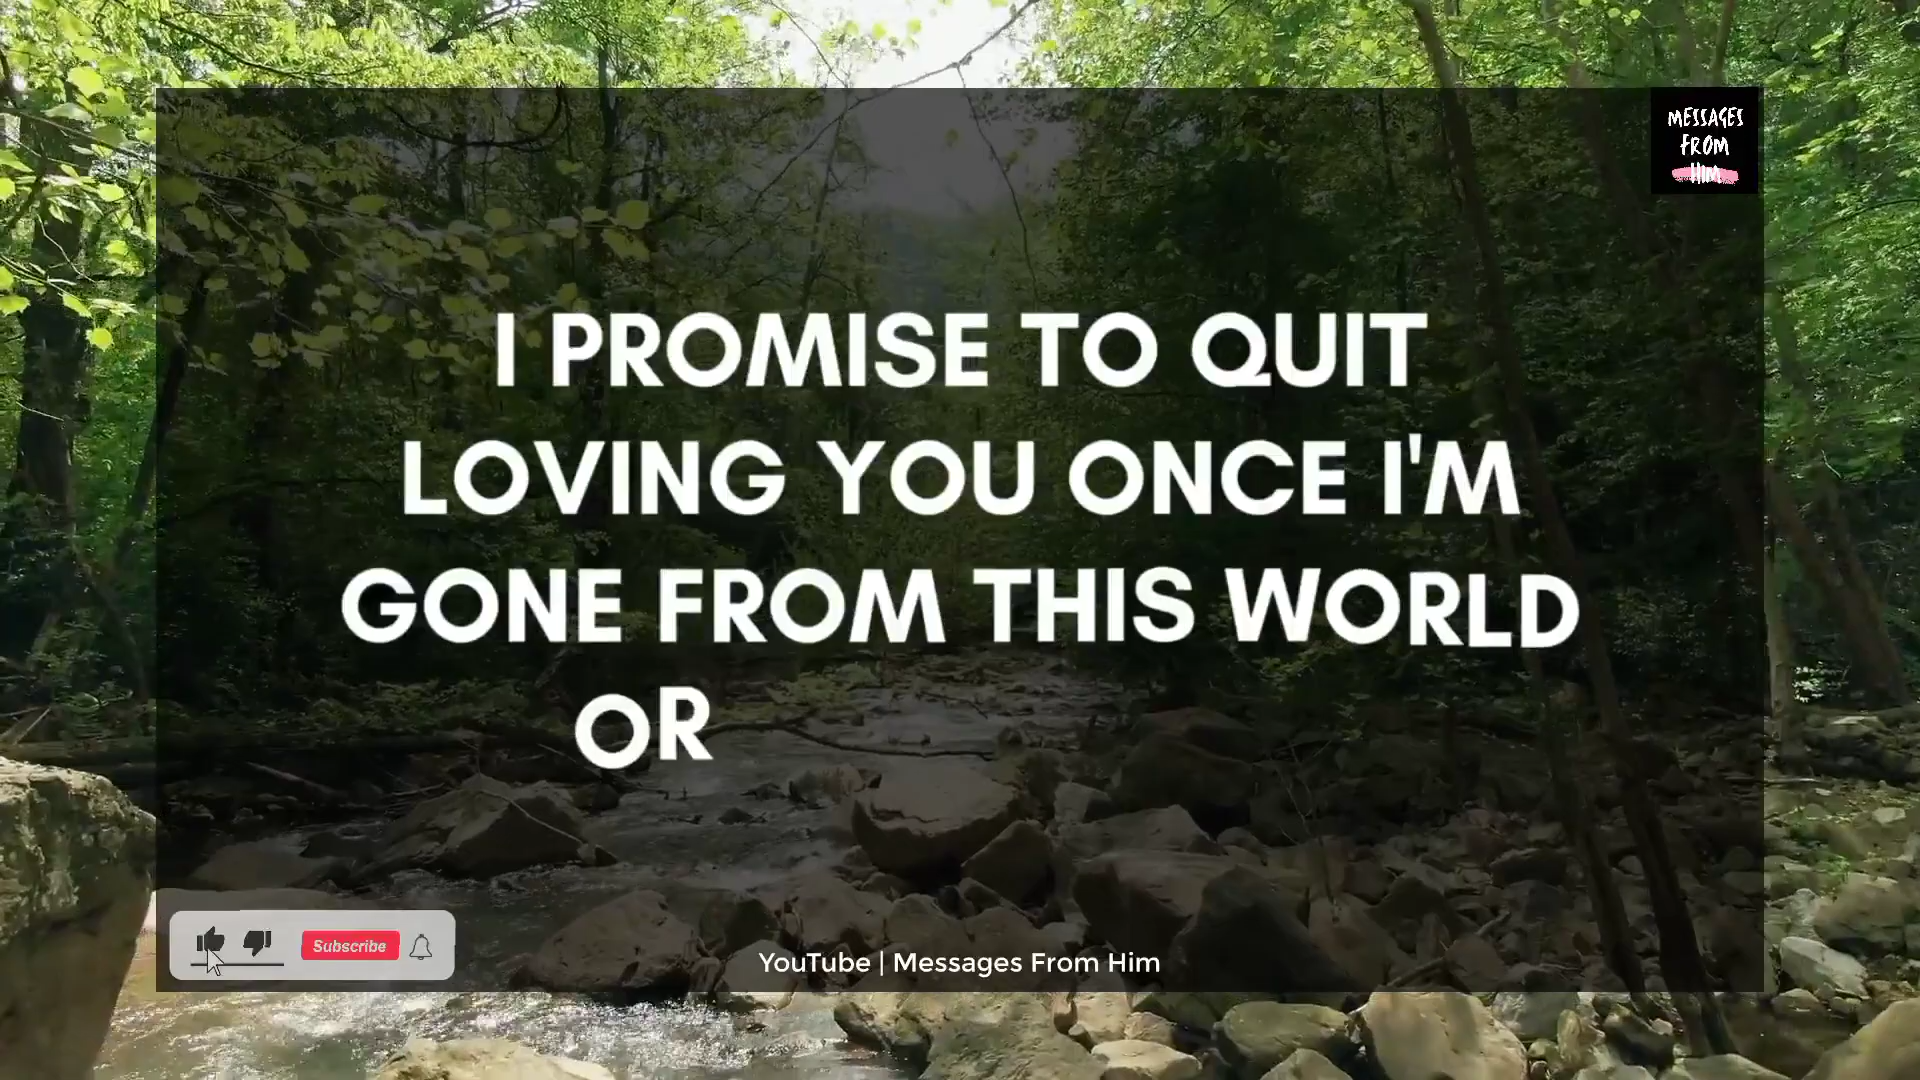 MESSAGES
FROM
HIM
I PROMISE TO QUIT
LOVING YOU ONCE I'M
GONE FROM THIS WORLD
OR
Subscribe
YouTube | Messages From Him